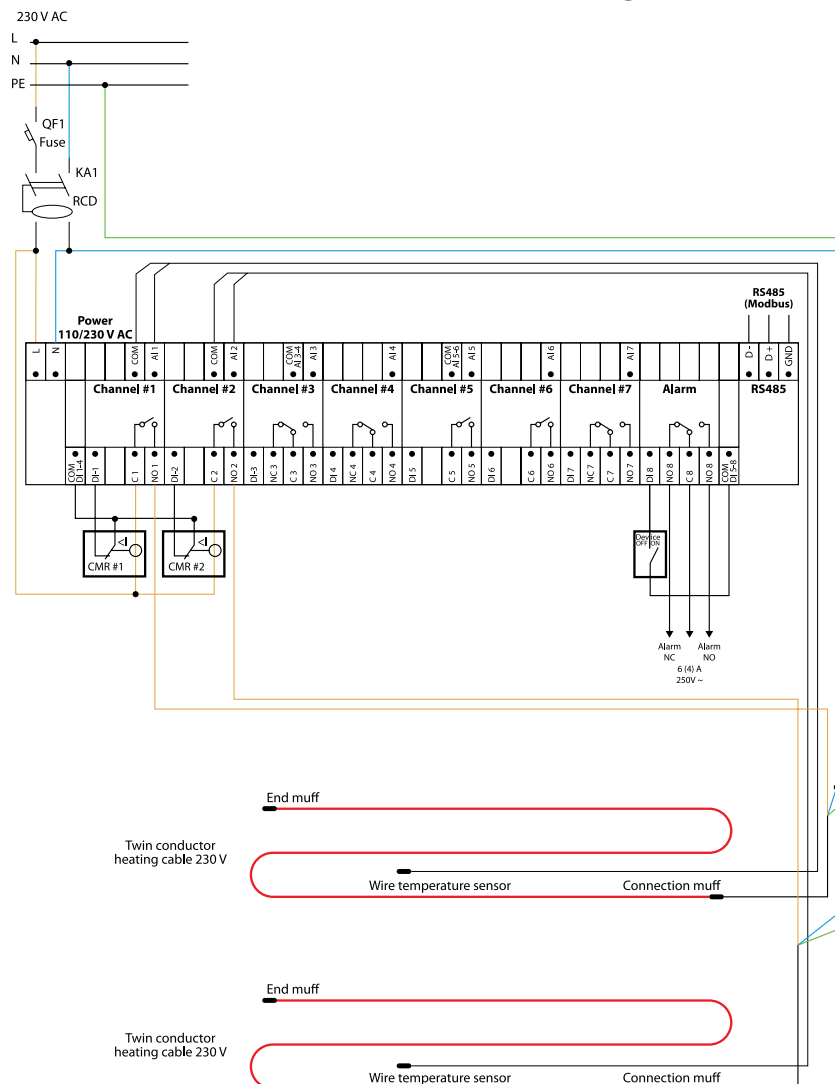 230 V AC
L
N
PE
QF1
Fuse
KA1
RCD
RS485
(Modbus)
Power
110/230 V AC
L
N
COM
AI 1
COM
AI 2
COM
AI 3-4
AI 3
AI 4
COM
AI 5-6
AI 5
AI 6
AI 7
D -
D +
GND
Channel #1
Channel #2
Channel #3
Channel #4
Channel #5
Channel #6
Channel #7
Alarm
RS485
COM
DI 1-4
DI-1
C 1
NO 1
DI-2
C 2
NO 2
DI-3
NC 3
C 3
NO 3
DI 4
NC 4
C 4
NO 4
DI 5
C 5
NO 5
DI 6
C 6
NO 6
DI 7
NC 7
C 7
NO 7
DI 8
NO 8
C 8
NO 8
COM
DI 5-8
<I
CMR #1
<I
CMR #2
Device
OFF ON
Alarm
NC
Alarm
NO
6 (4) A
250V ~
End muff
Twin conductor
heating cable 230 V
Wire temperature sensor
Connection muff
End muff
Twin conductor
heating cable 230 V
Wire temperature sensor
Connection muff